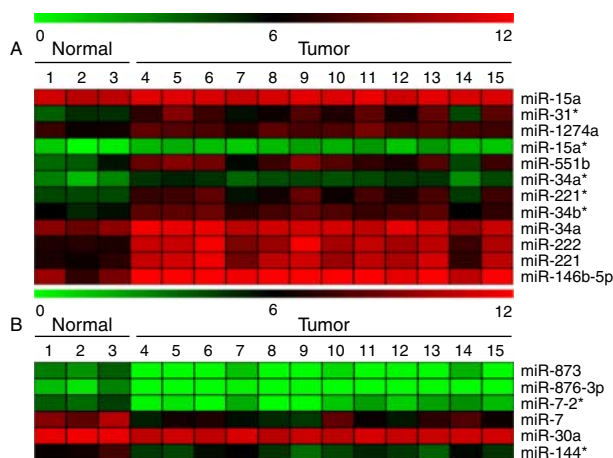 0 6 12
A Normal Tumor
1 2 3 4 5 6 7 8 9 10 11 12 13 14 15
miR-15a
miR-31*
miR-1274a
miR-15a*
miR-551b
miR-34a*
miR-221*
miR-34b*
miR-34a
miR-222
miR-221
miR-146b-5p
0 6 12
B Normal Tumor
1 2 3 4 5 6 7 8 9 10 11 12 13 14 15
miR-873
miR-876-3p
miR-7-2*
miR-7
miR-30a
miR-144*